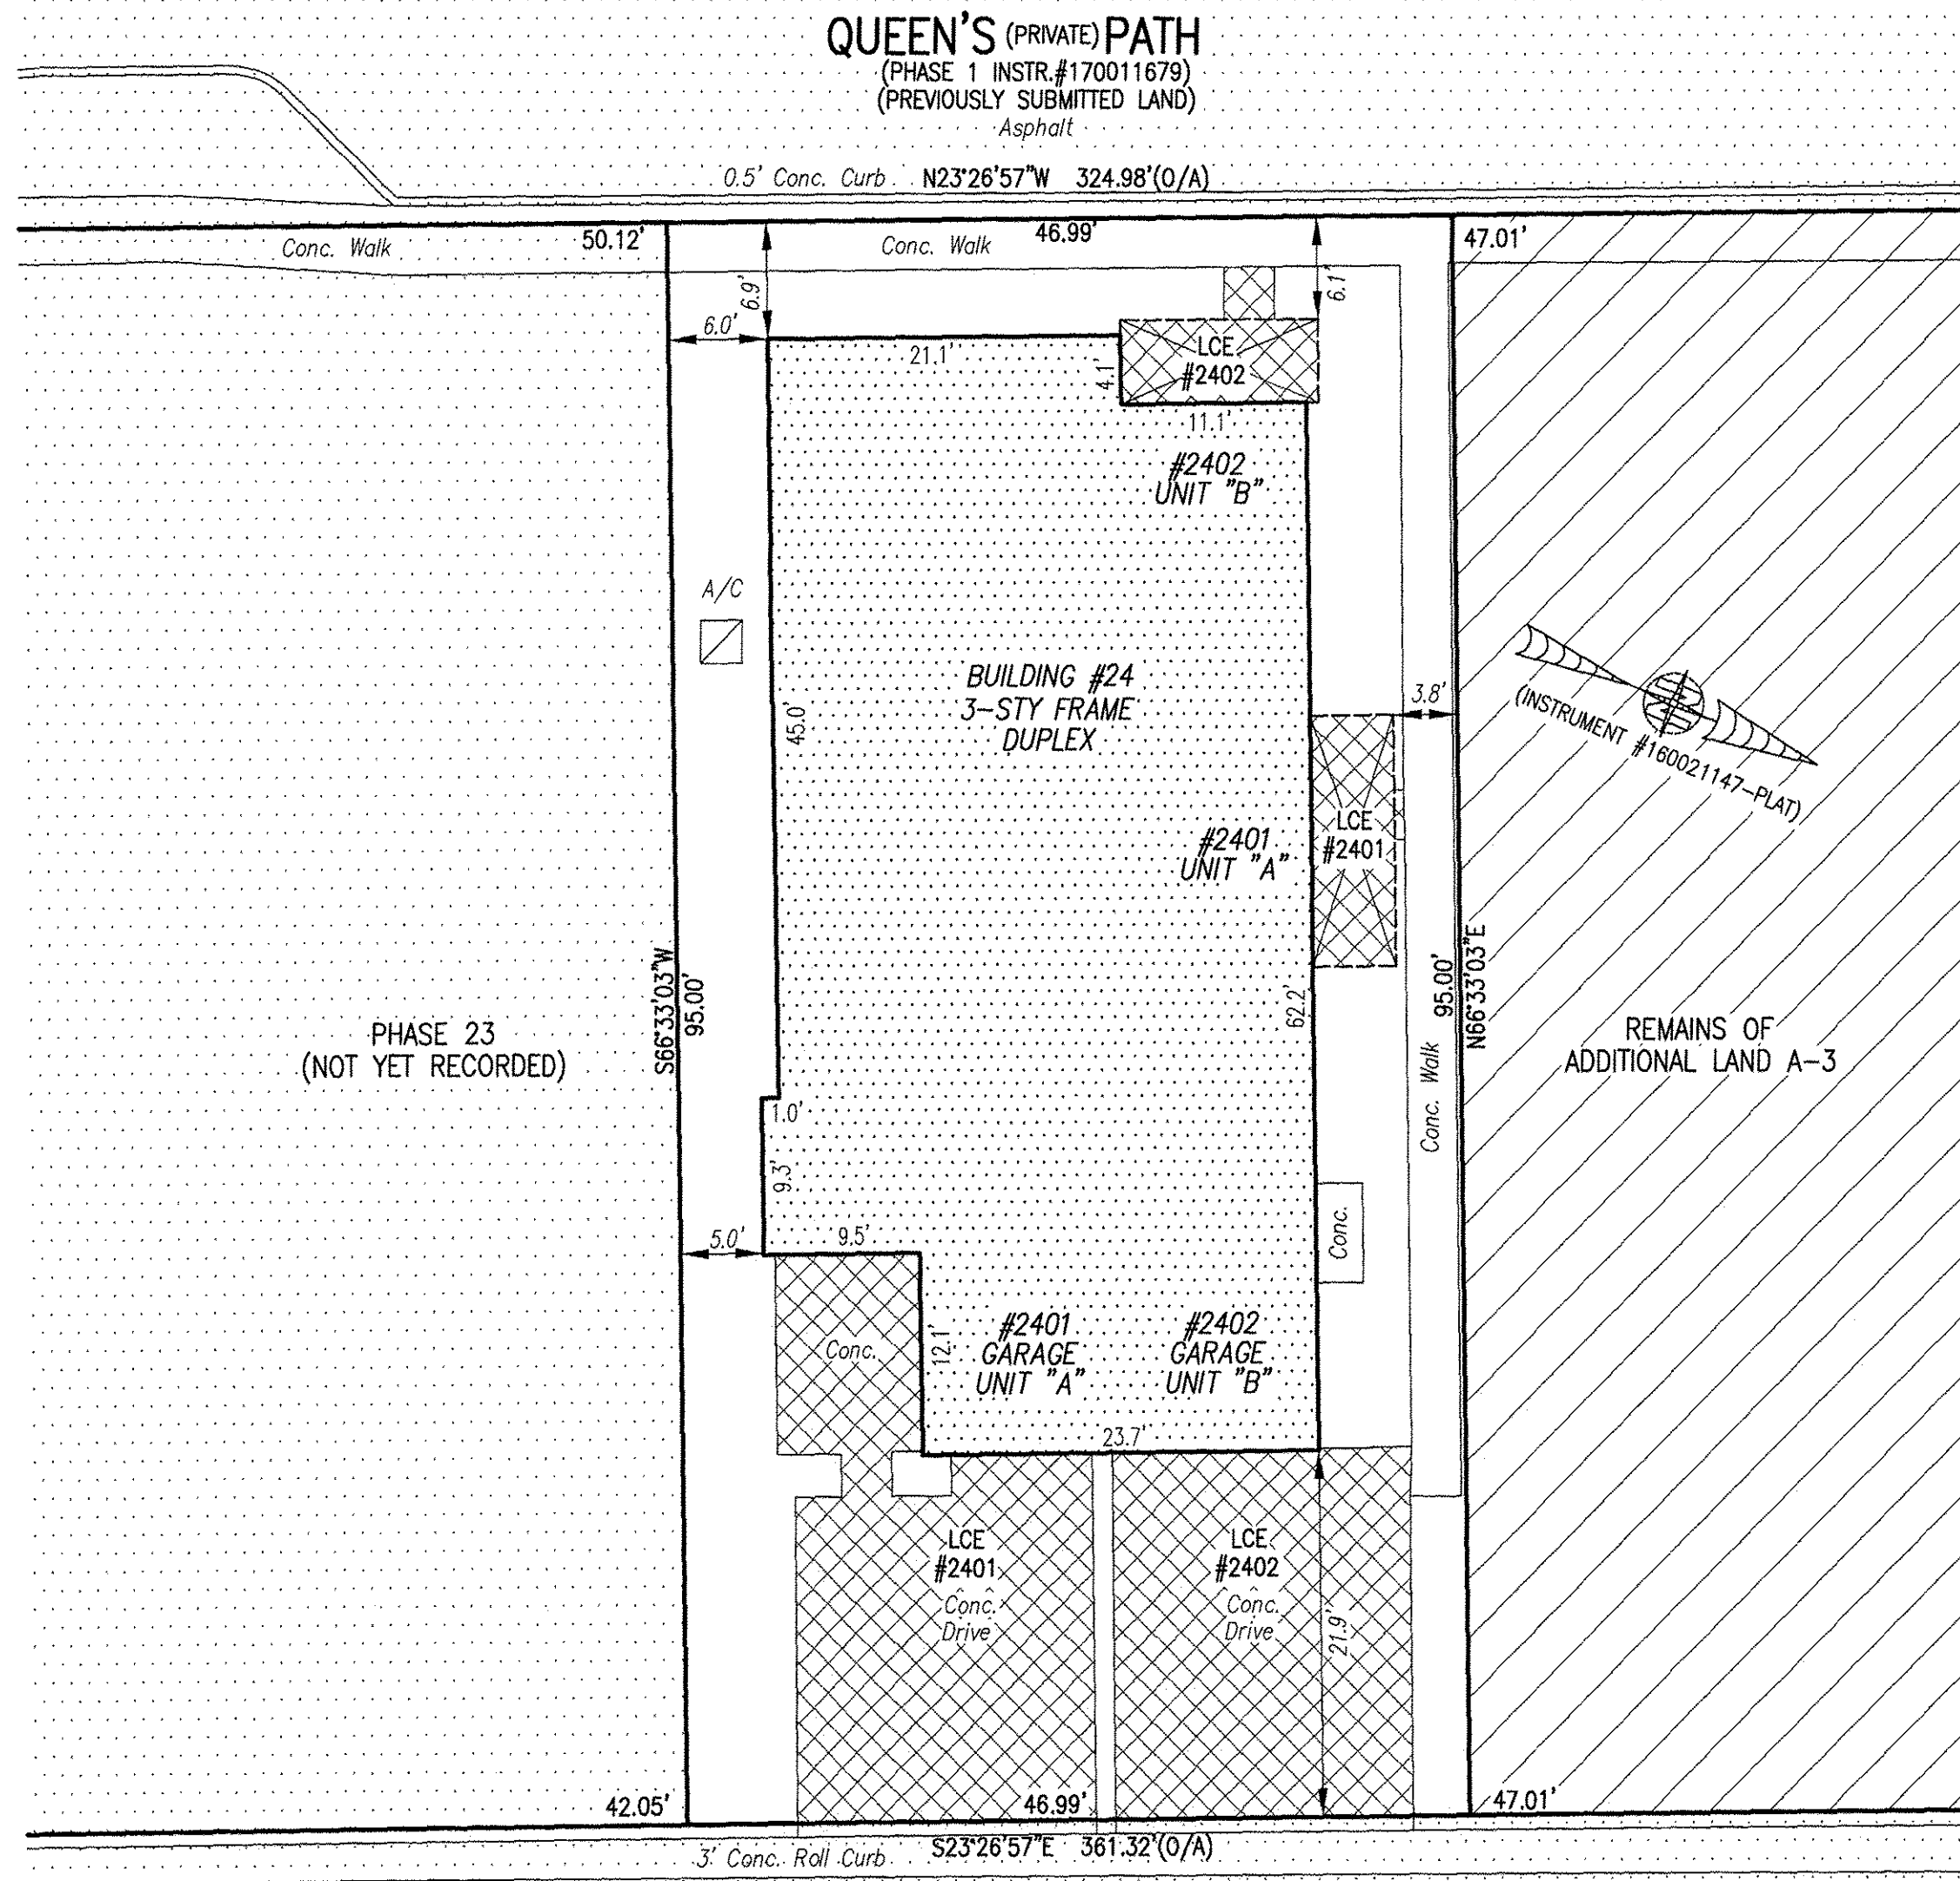 QUEEN'S (PRIVATE) PATH
(PHASE 1 INSTR.#170011679)
(PREVIOUSLY SUBMITTED LAND)
Asphalt
0.5' Conc. Curb N23°26'57"W 324.98'(O/A)
Conc. Walk
50.12'
Conc. Walk
46.99'
47.01'
6.9'
6.1'
6.0'
21.1'
4.1'
LCE
#2402
11.1'
#2402
UNIT "B"
A/C
BUILDING #24
3-STY FRAME
DUPLEX
45.0'
3.8'
(INSTRUMENT #160021147-PLAT)
#2401
UNIT "A"
LCE
#2401
S66°33'03"W
95.00'
62.2'
95.00'
N66°33'03"E
PHASE 23
(NOT YET RECORDED)
REMAINS OF
ADDITIONAL LAND A-3
Conc. Walk
1.0'
9.3'
5.0'
9.5'
Conc.
Conc.
12.1'
#2401
GARAGE
UNIT "A"
#2402
GARAGE
UNIT "B"
23.7'
LCE
#2401
Conc.
Drive
LCE
#2402
Conc.
Drive
21.9'
42.05'
46.99'
47.01'
3' Conc. Roll Curb S23°26'57"E 361.32'(O/A)